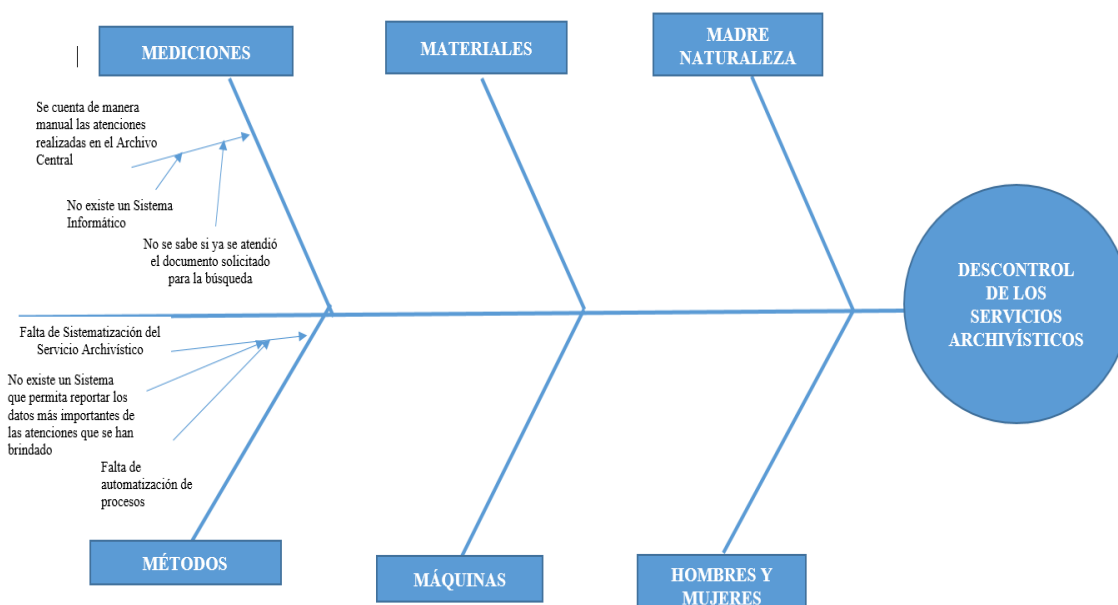 MEDICIONES
MATERIALES
MADRE
NATURALEZA
Se cuenta de manera
manual las atenciones
realizadas en el Archivo
Central
No existe un Sistema
Informático
No se sabe si ya se atendió
el documento solicitado
para la búsqueda
DESCONTROL
DE LOS
SERVICIOS
ARCHIVÍSTICOS
Falta de Sistematización del
Servicio Archivístico
No existe un Sistema
que permita reportar los
datos más importantes de
las atenciones que se han
brindado
Falta de
automatización de
procesos
MÉTODOS
MÁQUINAS
HOMBRES Y
MUJERES